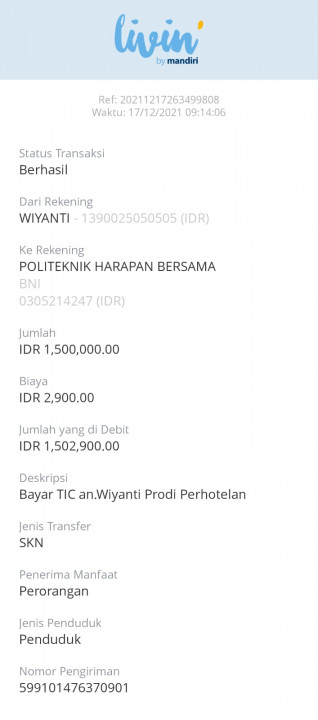 livin'
by mandiri
Ref: 20211217263499808
Waktu: 17/12/2021 09:14:06
Status Transaksi
Berhasil
Dari Rekening
WIYANTI - 1390025050505 (IDR)
Ke Rekening
POLITEKNIK HARAPAN BERSAMA
BNI
0305214247 (IDR)
Jumlah
IDR 1,500,000.00
Biaya
IDR 2,900.00
Jumlah yang di Debit
IDR 1,502,900.00
Deskripsi
Bayar TIC an.Wiyanti Prodi Perhotelan
Jenis Transfer
SKN
Penerima Manfaat
Perorangan
Jenis Penduduk
Penduduk
Nomor Pengiriman
599101476370901